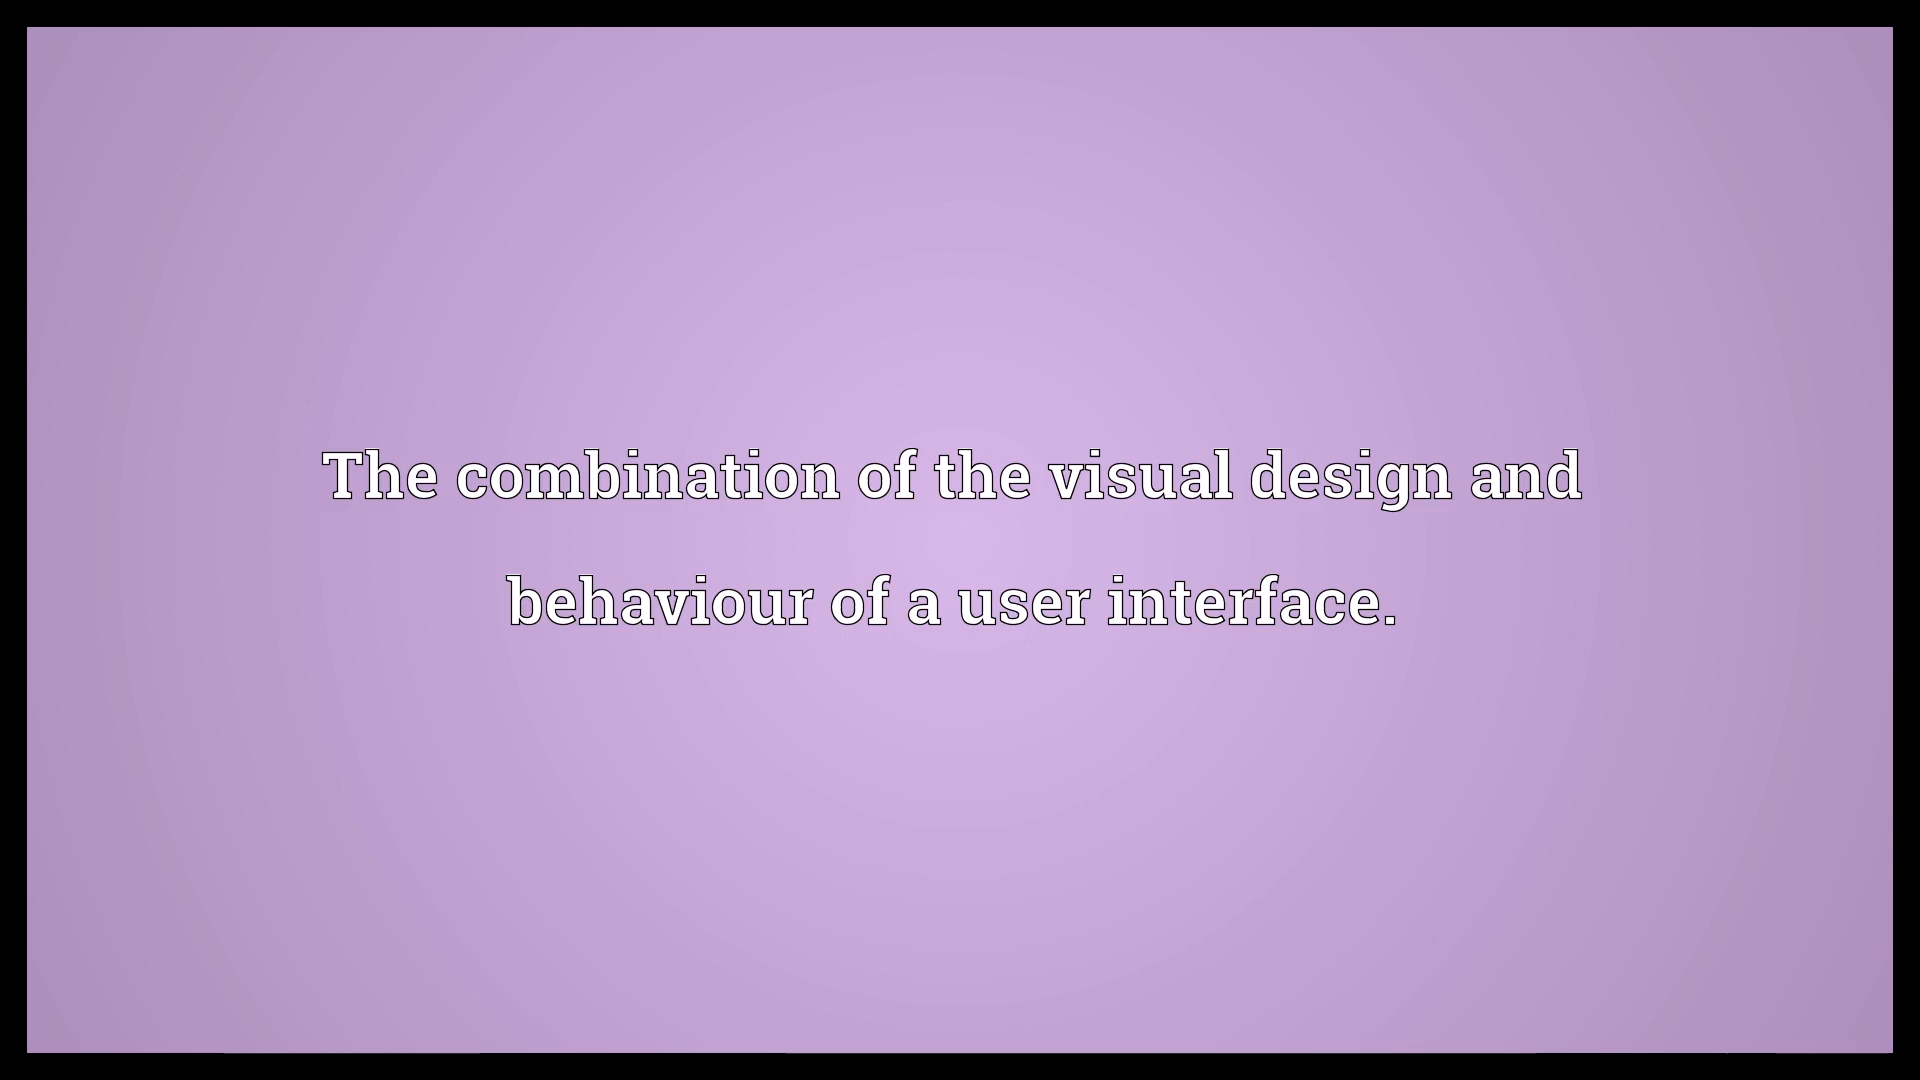 The combination of the visual design and
behaviour of a user interface.